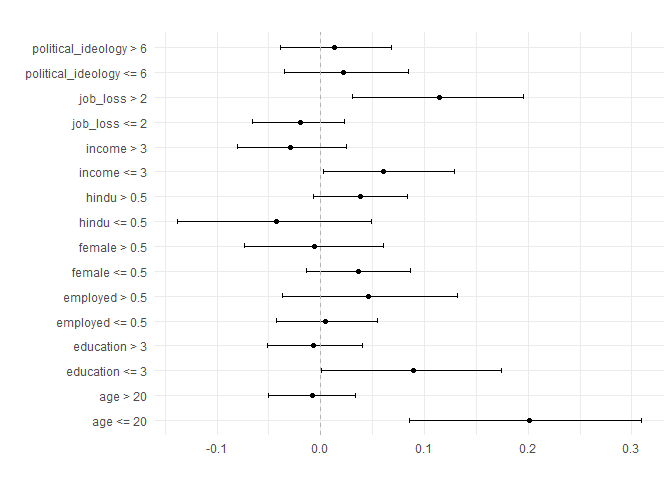 political_ideology > 6
political_ideology <= 6
job_loss > 2
job_loss <= 2
income > 3
income <= 3
hindu > 0.5
hindu <= 0.5
female > 0.5
female <= 0.5
employed > 0.5
employed <= 0.5
education > 3
education <= 3
age > 20
age <= 20
-0.1 0.0 0.1 0.2 0.3